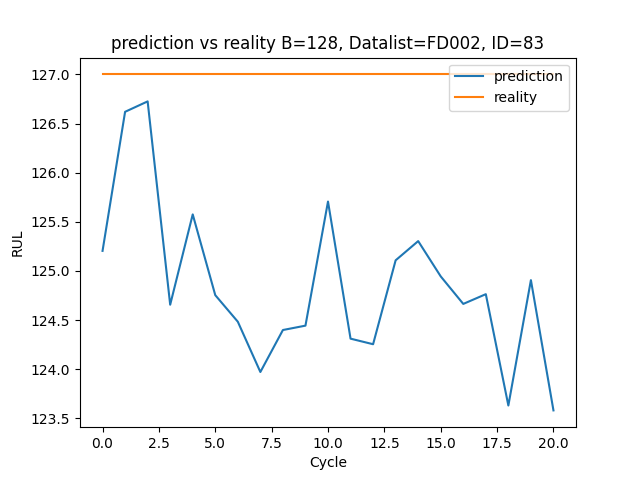 prediction vs reality B=128, Datalist=FD002, ID=83
127.0
126.5
126.0
125.5
125.0
124.5
124.0
123.5
RUL
prediction
reality
0.0 2.5 5.0 7.5 10.0 12.5 15.0 17.5 20.0
Cycle